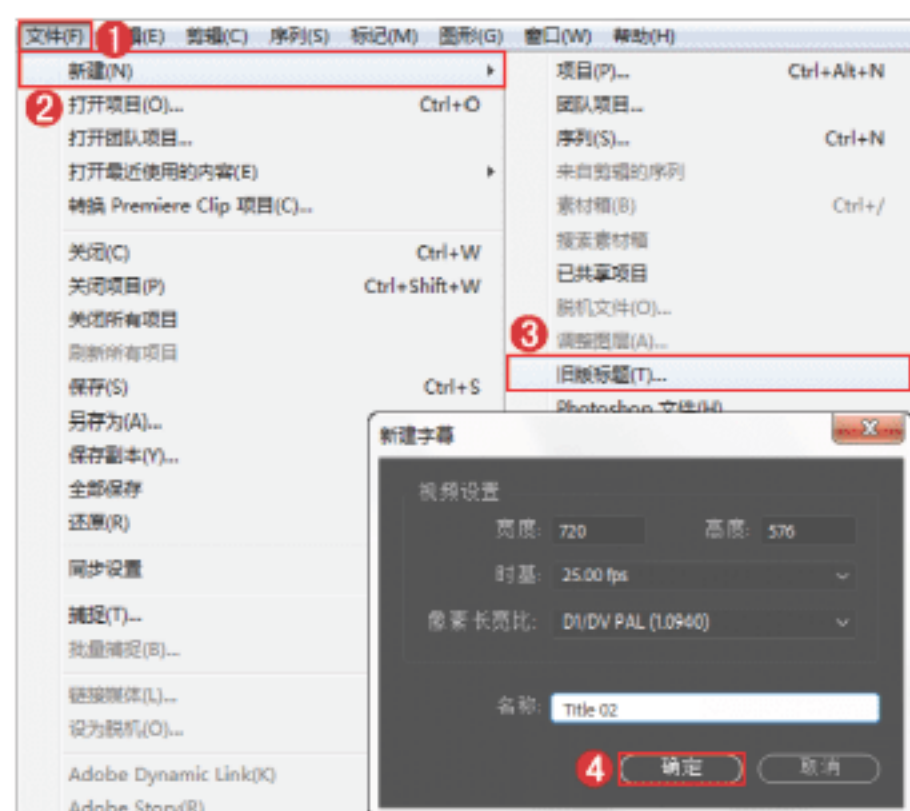 文件(F) 1 辑(E) 剪辑(C) 序列(S) 标记(M) 图形(G) 窗口(W) 帮助(H)
新建(N)
2 打开项目(O)... Ctrl+O
打开团队项目...
打开最近使用的内容(E)
转换 Premiere Clip 项目(C)...
关闭(C) Ctrl+W
关闭项目(P) Ctrl+Shift+W
关闭所有项目
刷新所有项目
保存(S) Ctrl+S
另存为(A)...
保存副本(Y)...
全部保存
还原(R)
同步设置
捕捉(T)...
批量捕捉(B)...
链接媒体(L)...
设为脱机(O)...
Adobe Dynamic Link(K)
Adobe Story(R)
项目(P)... Ctrl+Alt+N
团队项目...
序列(S)... Ctrl+N
来自剪辑的序列
素材箱(B) Ctrl+/
搜索素材箱
已共享项目
脱机文件(O)...
3 调整图层(A)...
旧版标题(T)...
Photoshop 文件(H)
新建字幕
视频设置
宽度: 720 高度: 576
时基: 25.00 fps
像素长宽比: D1/DV PAL (1.0940)
名称: Title 02
4 确定 取消